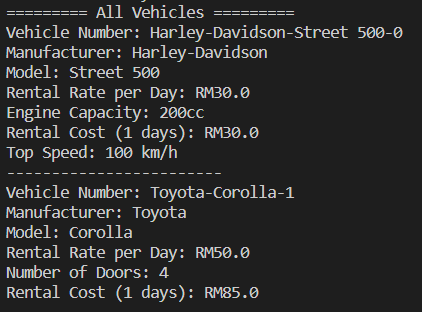 ========= All Vehicles =========
Vehicle Number: Harley-Davidson-Street 500-0
Manufacturer: Harley-Davidson
Model: Street 500
Rental Rate per Day: RM30.0
Engine Capacity: 200cc
Rental Cost (1 days): RM30.0
Top Speed: 100 km/h
------------------------
Vehicle Number: Toyota-Corolla-1
Manufacturer: Toyota
Model: Corolla
Rental Rate per Day: RM50.0
Number of Doors: 4
Rental Cost (1 days): RM85.0